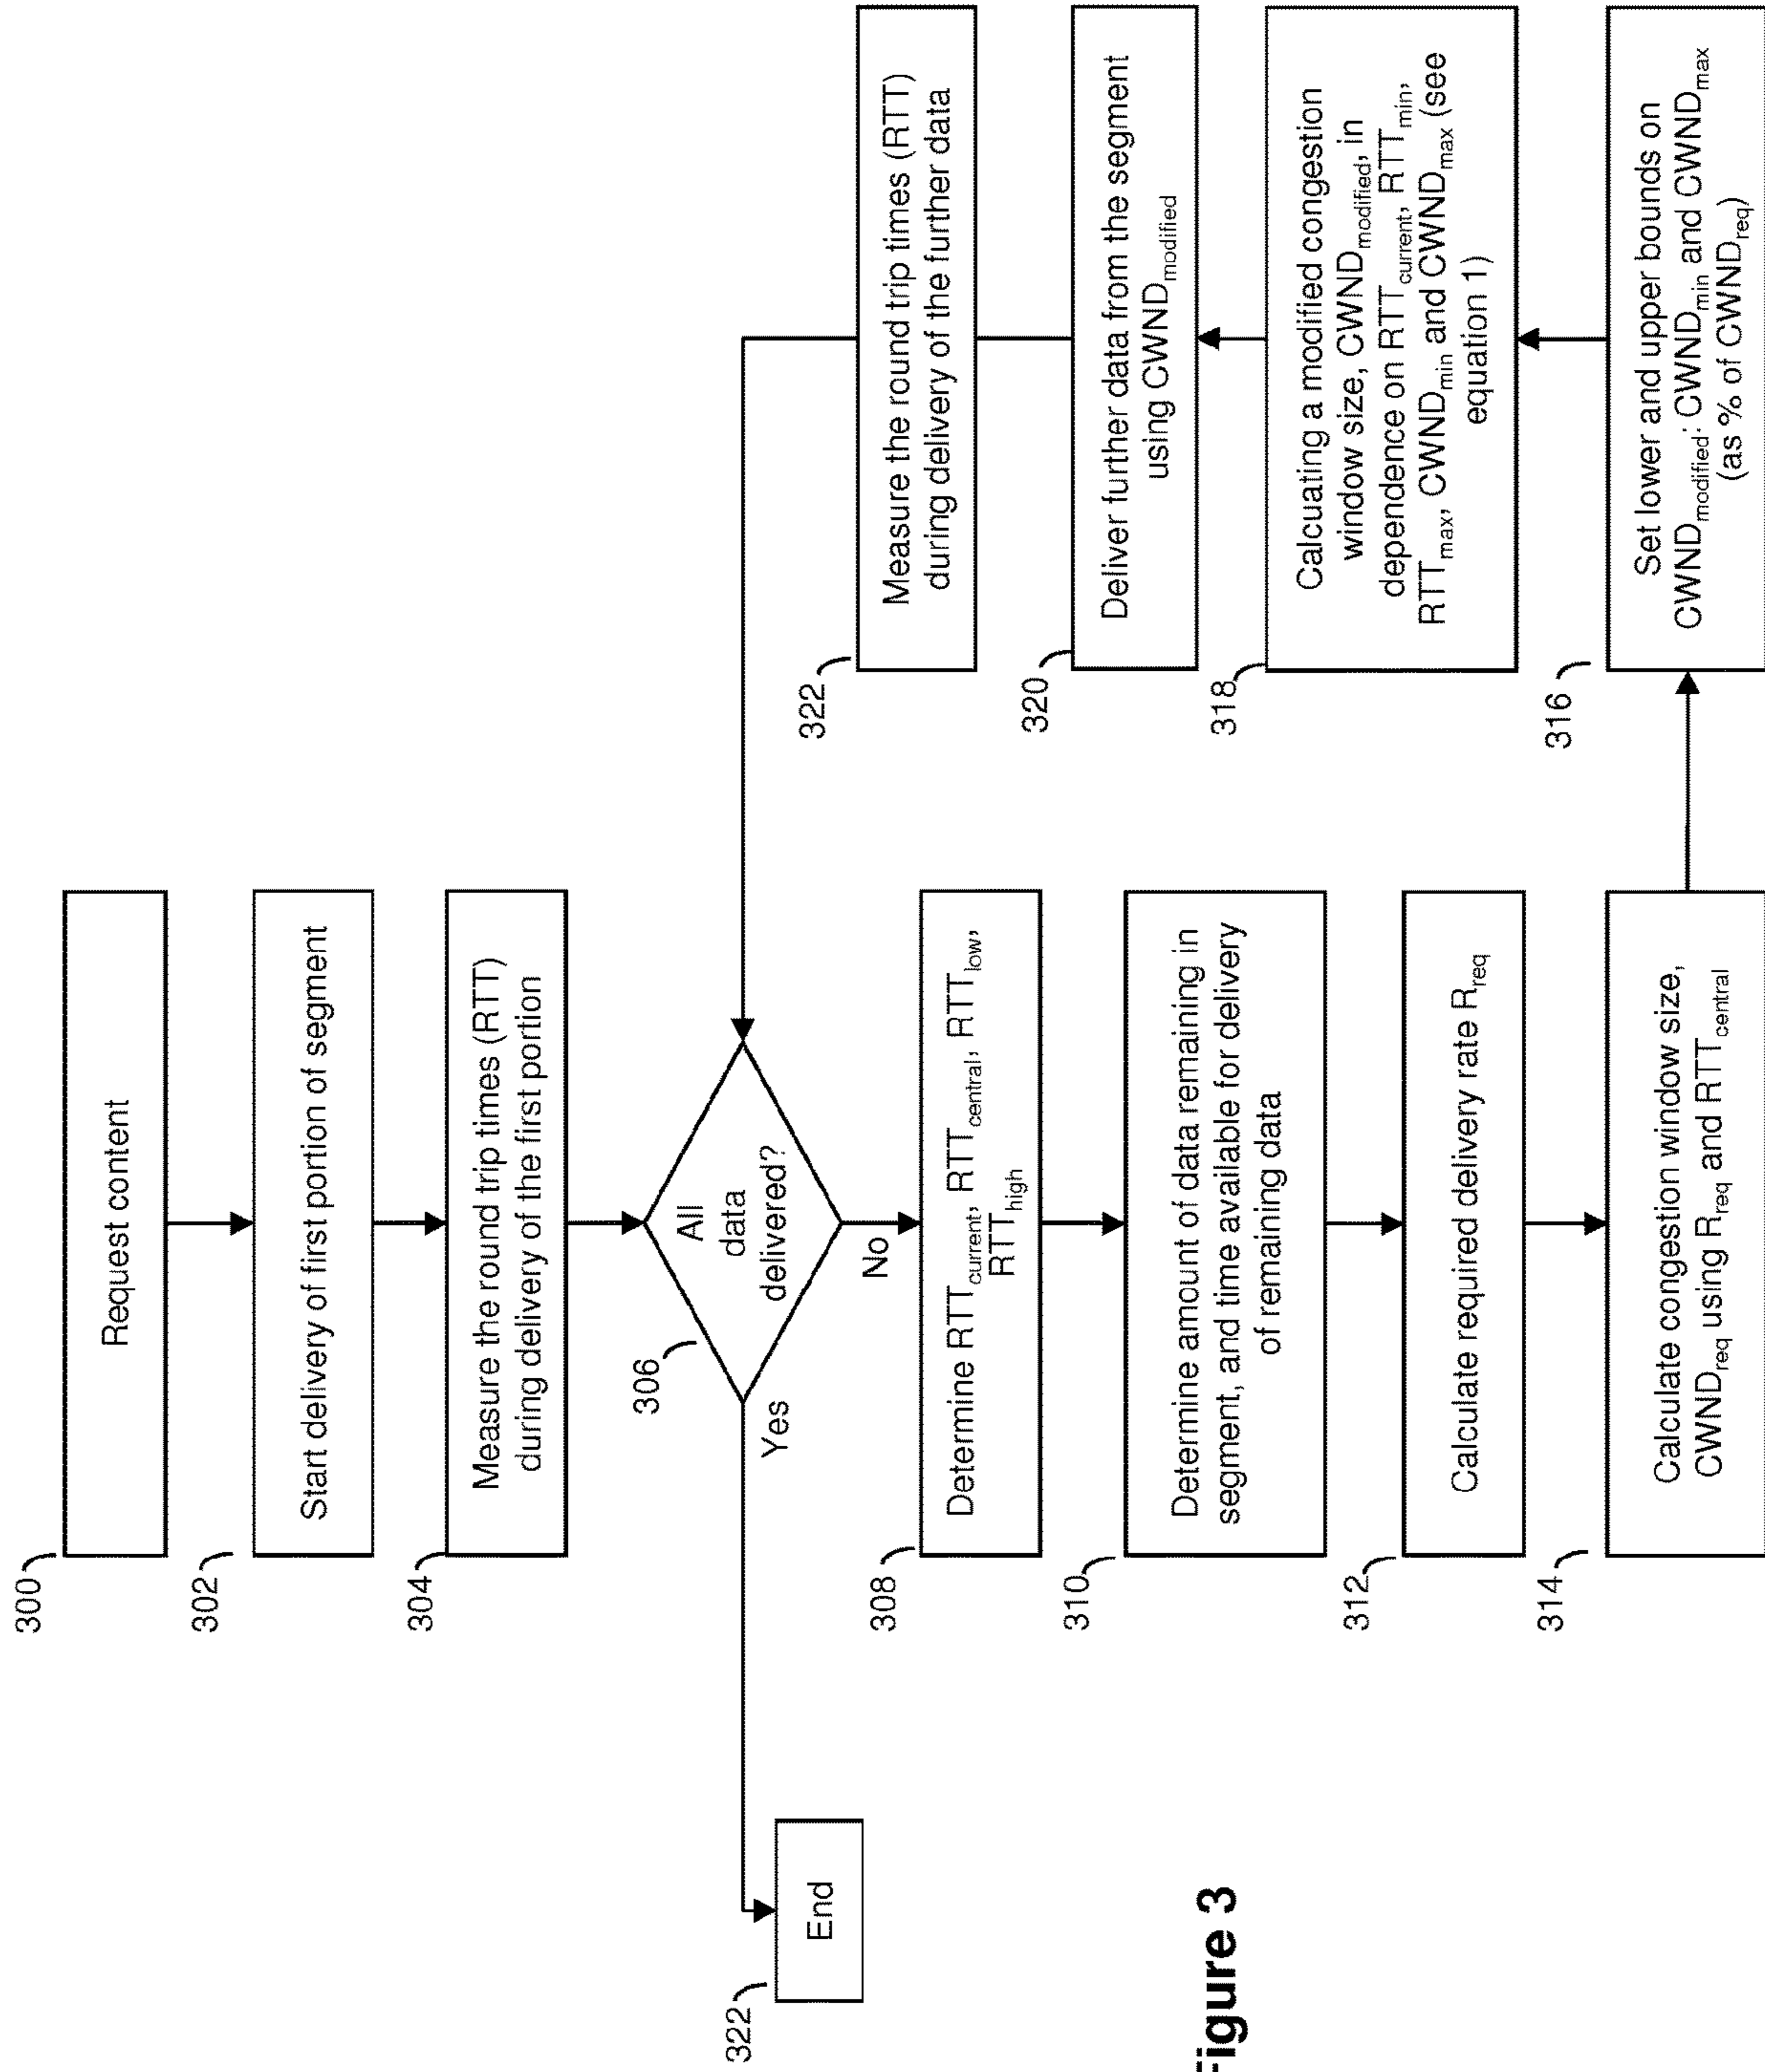 300
Request content
302
Start delivery of first portion of segment
304
Measure the round trip times (RTT)
during delivery of the first portion
306
All
data
delivered?
Yes
No
322
End
308
Determine RTTcurrent, RTTcentral, RTTlow,
RTThigh
310
Determine amount of data remaining in
segment, and time available for delivery
of remaining data
312
Calculate required delivery rate Rreq
314
Calculate congestion window size,
CWNDreq using Rreq and RTTcentral
316
Set lower and upper bounds on
CWNDmodified: CWNDmin and CWNDmax
(as % of CWNDreq)
318
Calcuating a modified congestion
window size, CWNDmodified, in
dependence on RTTcurrent, RTTmin,
RTTmax, CWNDmin and CWNDmax (see
equation 1)
320
Deliver further data from the segment
using CWNDmodified
322
Measure the round trip times (RTT)
during delivery of the further data
Figure 3